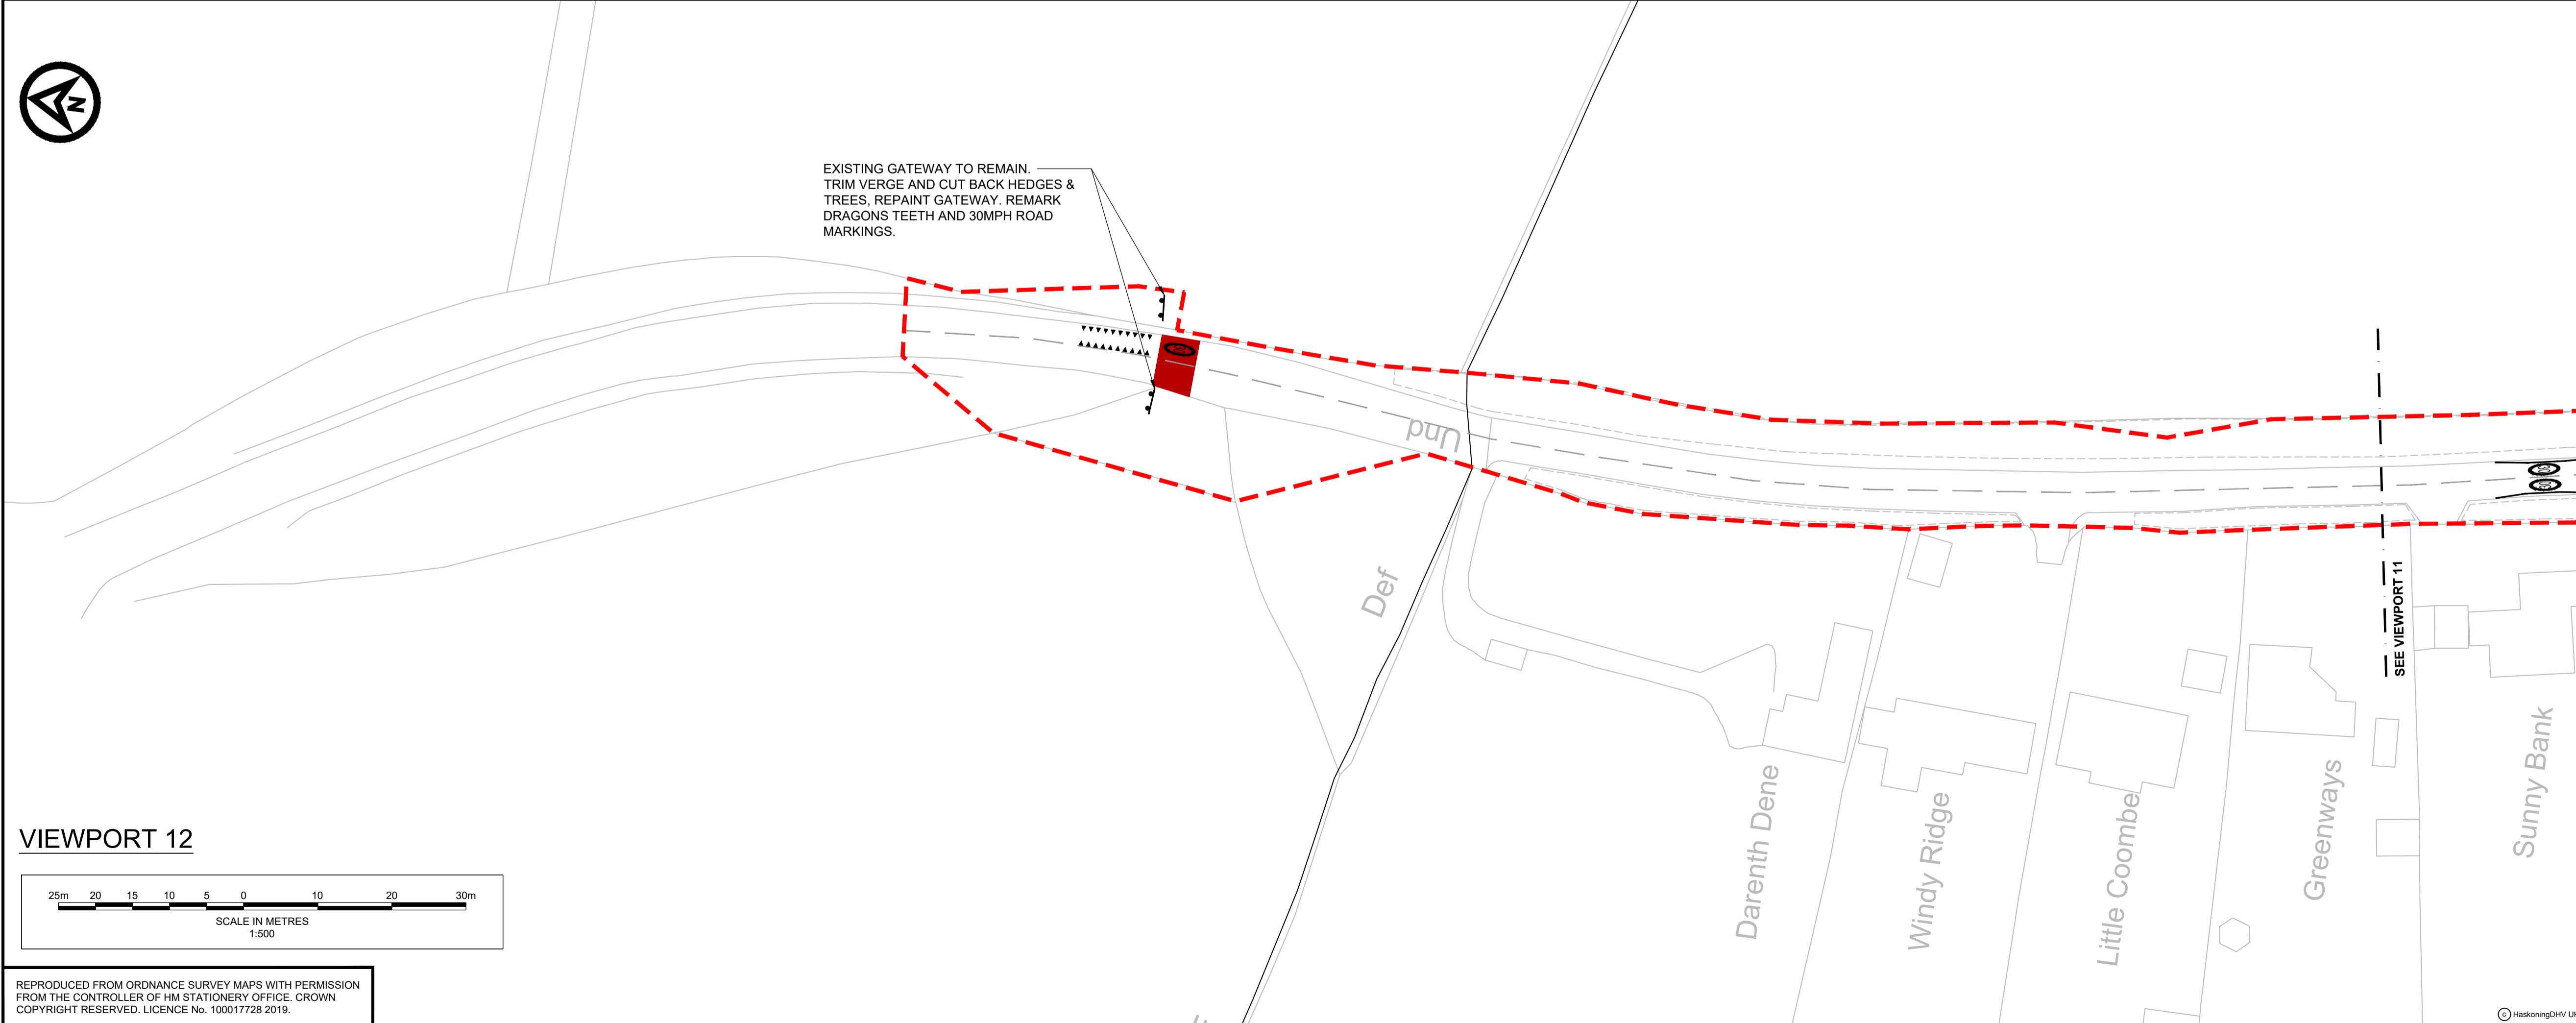 N
EXISTING GATEWAY TO REMAIN.
TRIM VERGE AND CUT BACK HEDGES &
TREES, REPAINT GATEWAY. REMARK
DRAGONS TEETH AND 30MPH ROAD
MARKINGS.
Und
Def
SEE VIEWPORT 11
Darenth Dene
Windy Ridge
Little Coombe
Greenways
Sunny Bank
VIEWPORT 12
25m 20 15 10 5 0 10 20 30m
SCALE IN METRES
1:500
REPRODUCED FROM ORDNANCE SURVEY MAPS WITH PERMISSION
FROM THE CONTROLLER OF HM STATIONERY OFFICE. CROWN
COPYRIGHT RESERVED. LICENCE No. 100017728 2019.
© HaskoningDHV